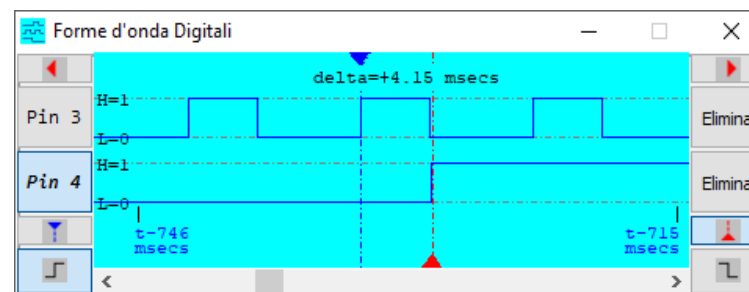 Forme d'onda Digitali
delta=+4.15 msecs
Pin 3
H=1
L=0
Elimina
Pin 4
H=1
L=0
Elimina
t-746
msecs
t-715
msecs